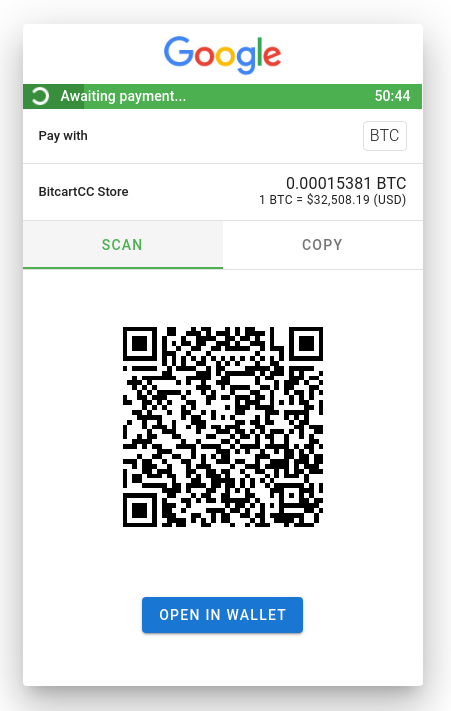 Google
Awaiting payment... 50:44
Pay with BTC
BitcartCC Store 0.00015381 BTC
1 BTC = $32,508.19 (USD)
SCAN COPY
OPEN IN WALLET